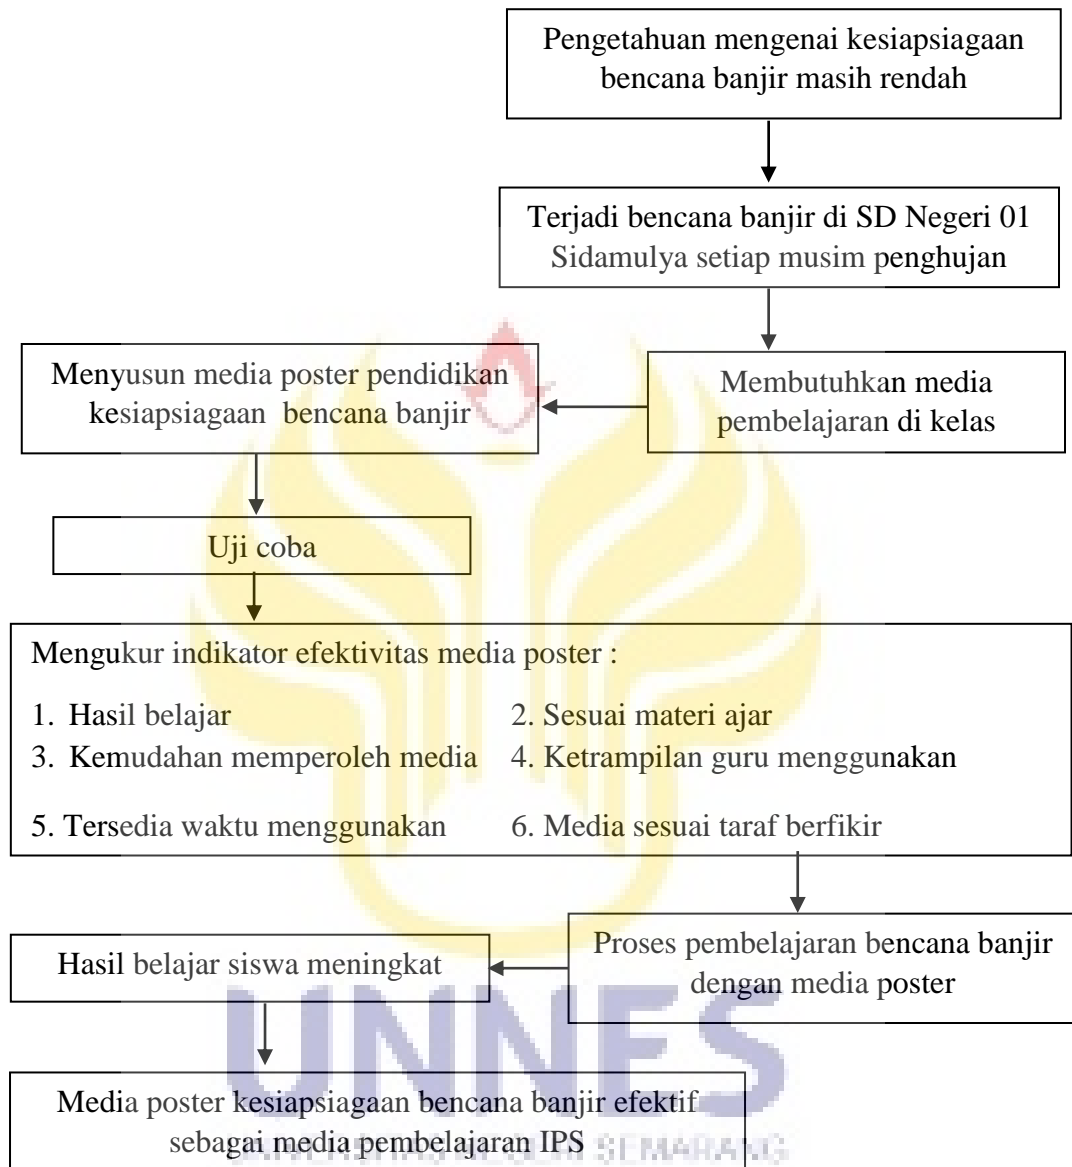 Pengetahuan mengenai kesiapsiagaan
bencana banjir masih rendah
Terjadi bencana banjir di SD Negeri 01
Sidamulya setiap musim penghujan
Membutuhkan media
pembelajaran di kelas
Menyusun media poster pendidikan
kesiapsiagaan bencana banjir
Uji coba
Mengukur indikator efektivitas media poster :
1. Hasil belajar 2. Sesuai materi ajar
3. Kemudahan memperoleh media 4. Ketrampilan guru menggunakan
5. Tersedia waktu menggunakan 6. Media sesuai taraf berfikir
Proses pembelajaran bencana banjir
dengan media poster
Hasil belajar siswa meningkat
UNNES
Media poster kesiapsiagaan bencana banjir efektif
sebagai media pembelajaran IPS
SEMARANG